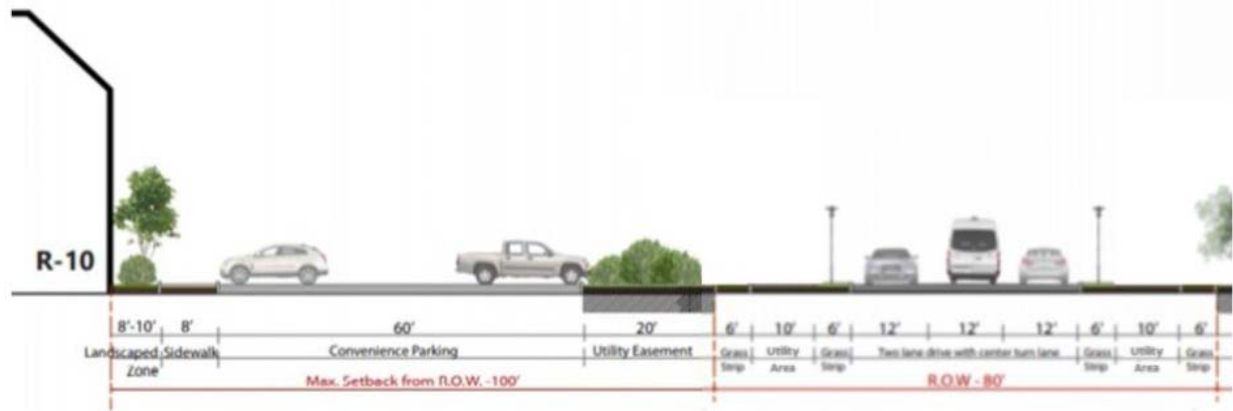 R-10
8'-10' 8' 60' 20' 6' 10' 6' 12' 12' 12' 6' 10' 6'
Landscaped Zone Sidewalk Convenience Parking Utility Easement Grass Strip Utility Area Grass Strip Two lane drive with center turn lane Grass Strip Utility Area Grass Strip
Max. Setback from R.O.W. -100' R.O.W - 80'